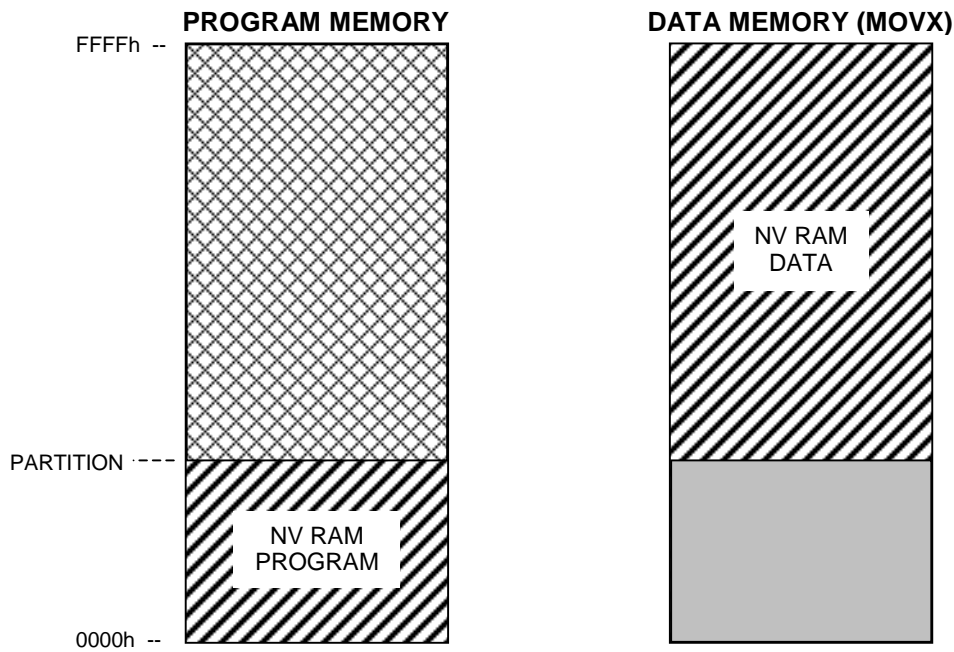 PROGRAM MEMORY
DATA MEMORY (MOVX)
FFFFh --
NV RAM
DATA
PARTITION ----
NV RAM
PROGRAM
0000h --